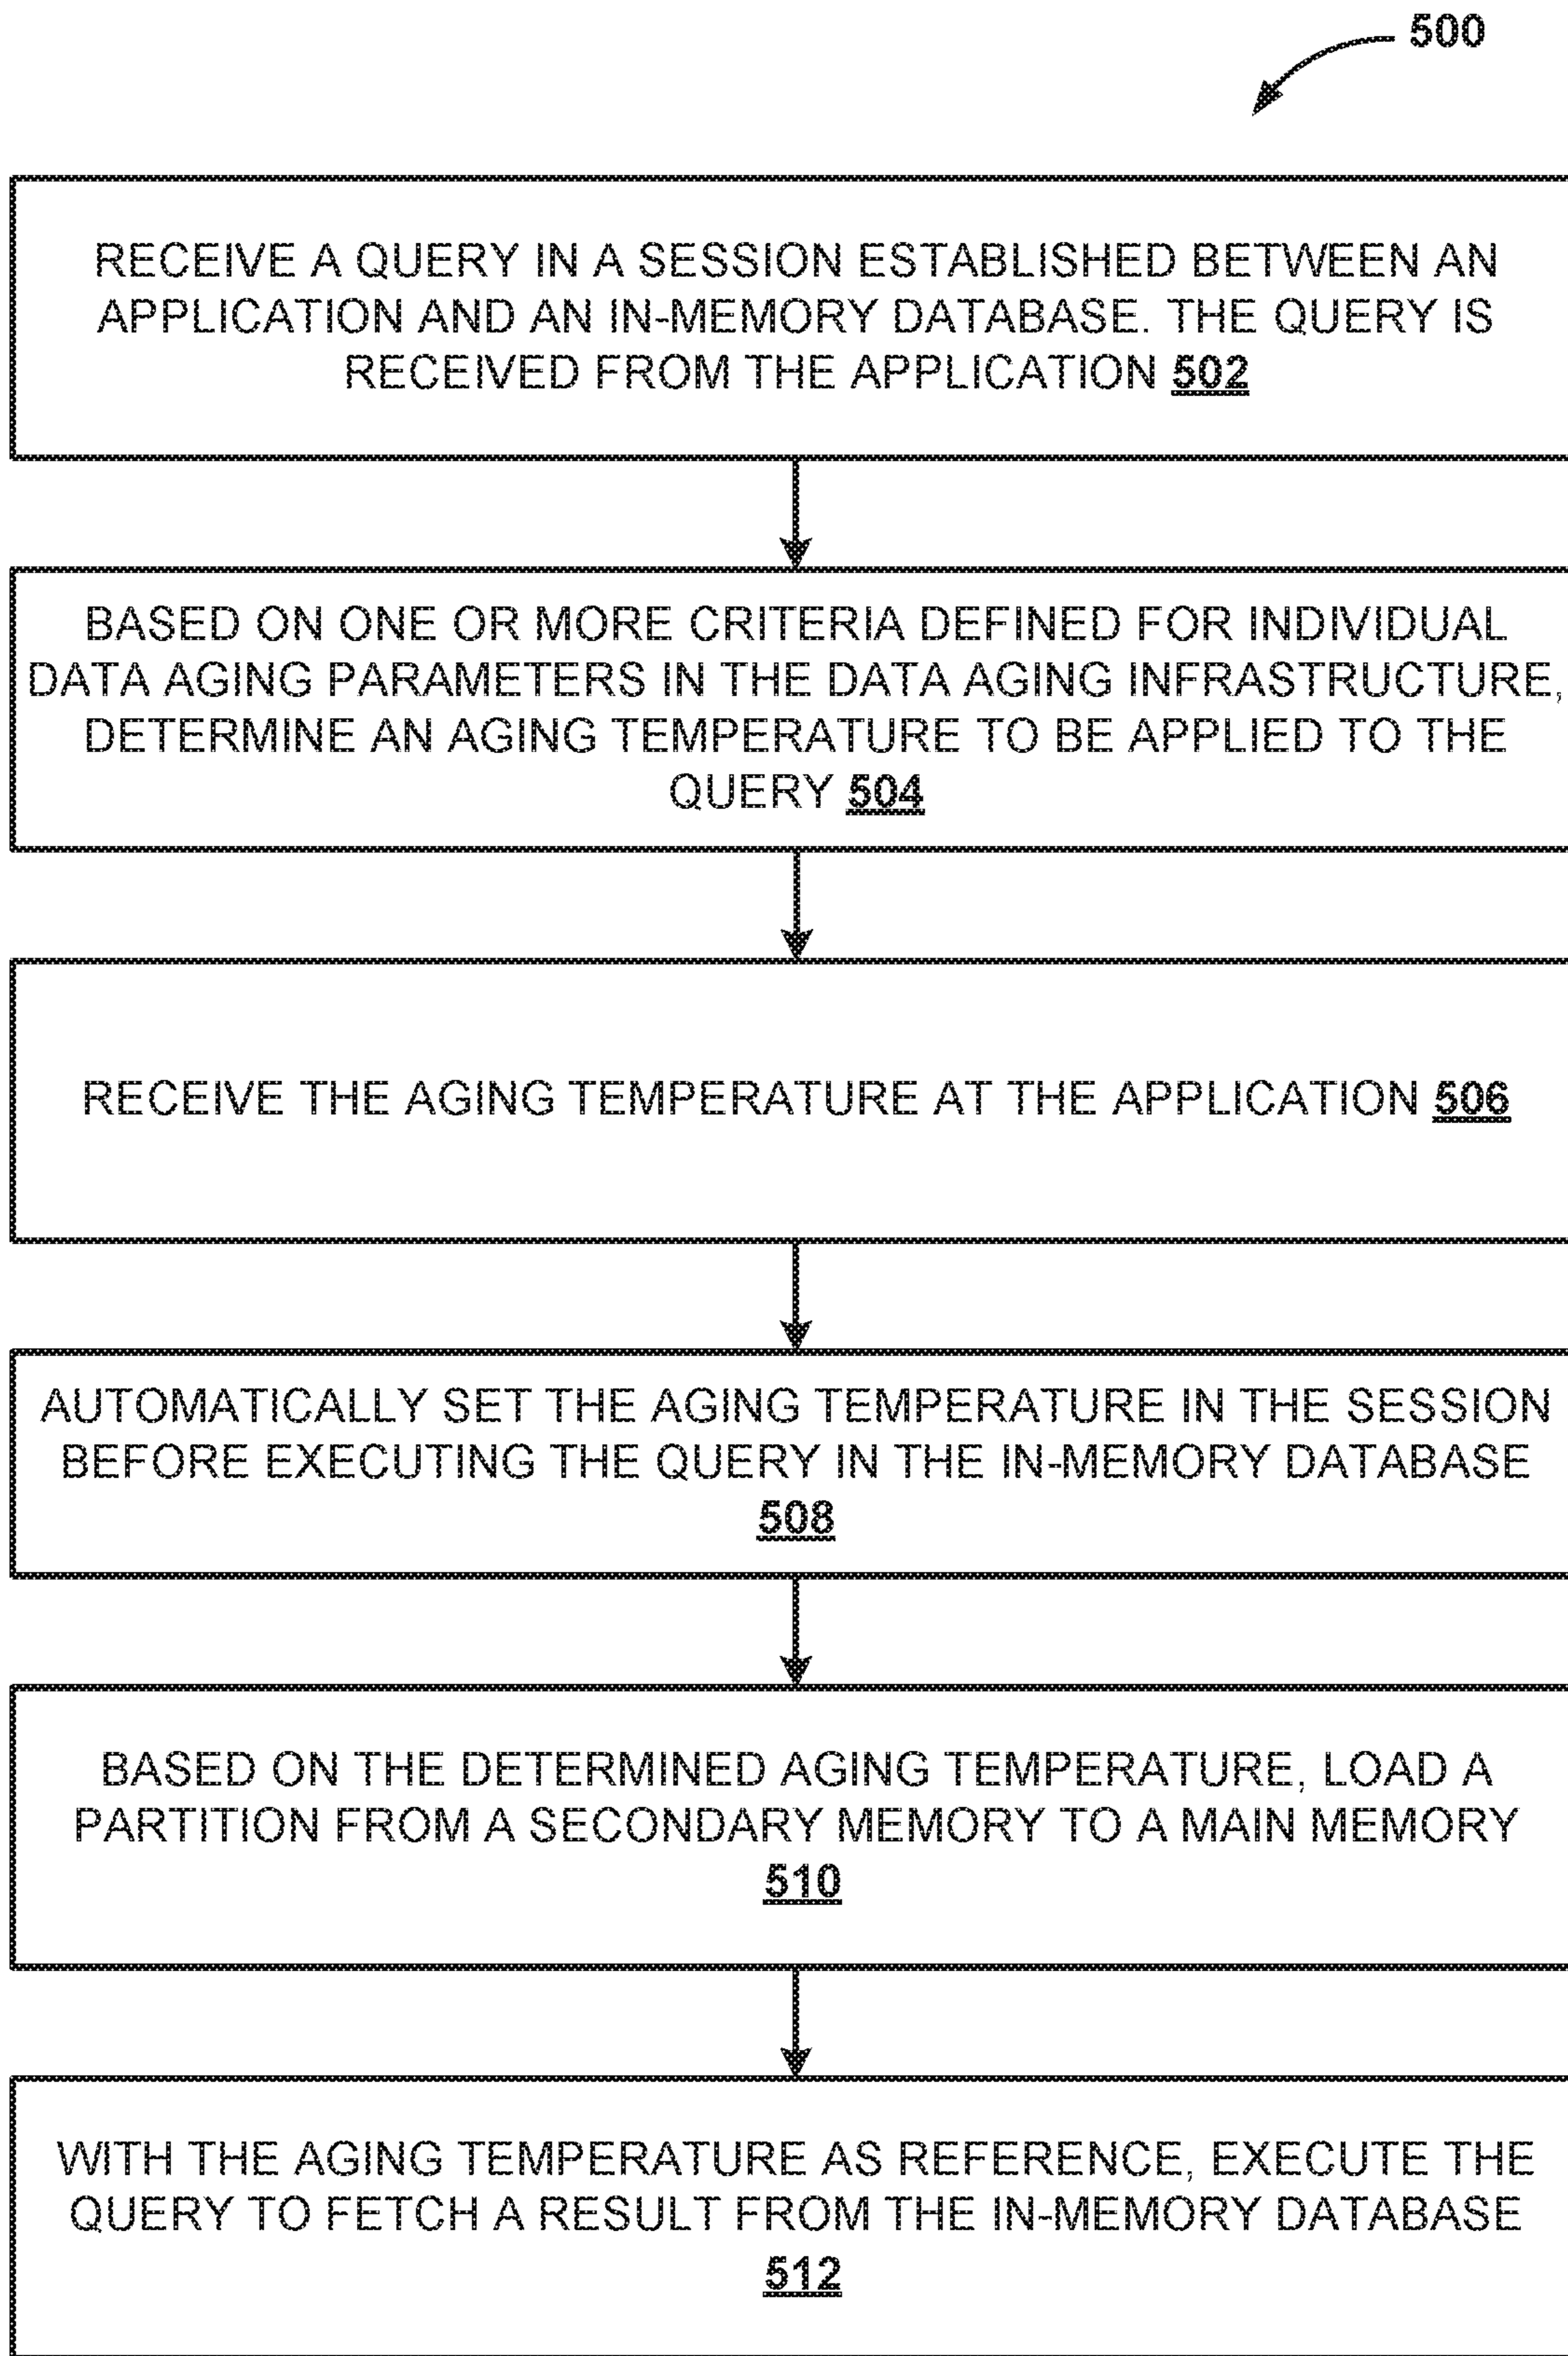 500
RECEIVE A QUERY IN A SESSION ESTABLISHED BETWEEN AN
APPLICATION AND AN IN-MEMORY DATABASE. THE QUERY IS
RECEIVED FROM THE APPLICATION 502
BASED ON ONE OR MORE CRITERIA DEFINED FOR INDIVIDUAL
DATA AGING PARAMETERS IN THE DATA AGING INFRASTRUCTURE,
DETERMINE AN AGING TEMPERATURE TO BE APPLIED TO THE
QUERY 504
RECEIVE THE AGING TEMPERATURE AT THE APPLICATION 506
AUTOMATICALLY SET THE AGING TEMPERATURE IN THE SESSION
BEFORE EXECUTING THE QUERY IN THE IN-MEMORY DATABASE
508
BASED ON THE DETERMINED AGING TEMPERATURE, LOAD A
PARTITION FROM A SECONDARY MEMORY TO A MAIN MEMORY
510
WITH THE AGING TEMPERATURE AS REFERENCE, EXECUTE THE
QUERY TO FETCH A RESULT FROM THE IN-MEMORY DATABASE
512